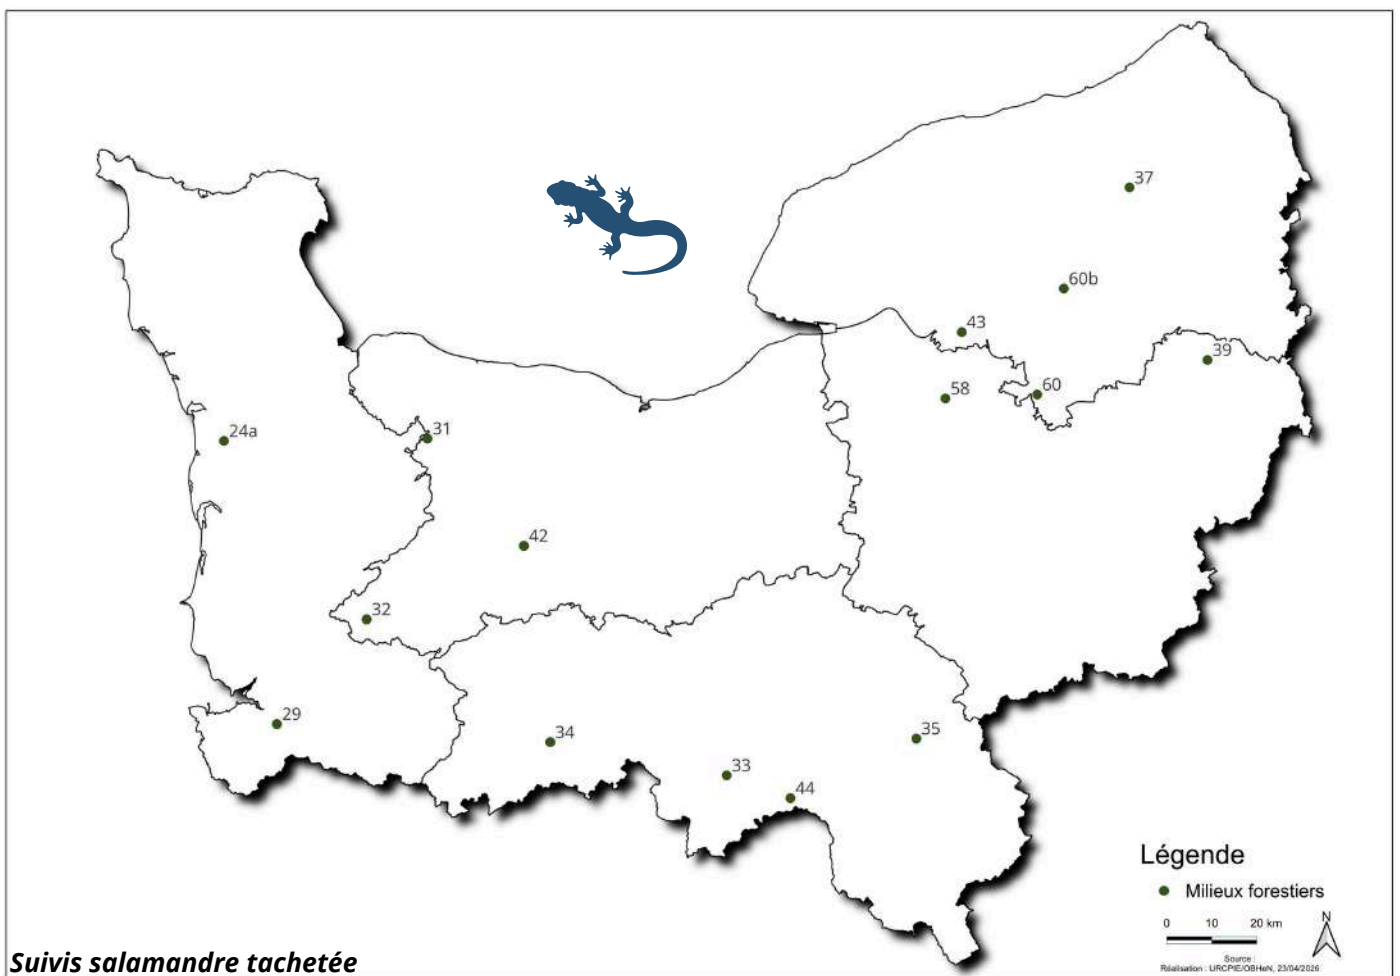 37
60b
43
39
58
60
24a
31
42
32
29
34
35
33
44
Légende
Milieux forestiers
0 10 20 km
N
Source :
Réalisation : URCPIE/OBHeN, 23/04/2026
Suivis salamandre tachetée